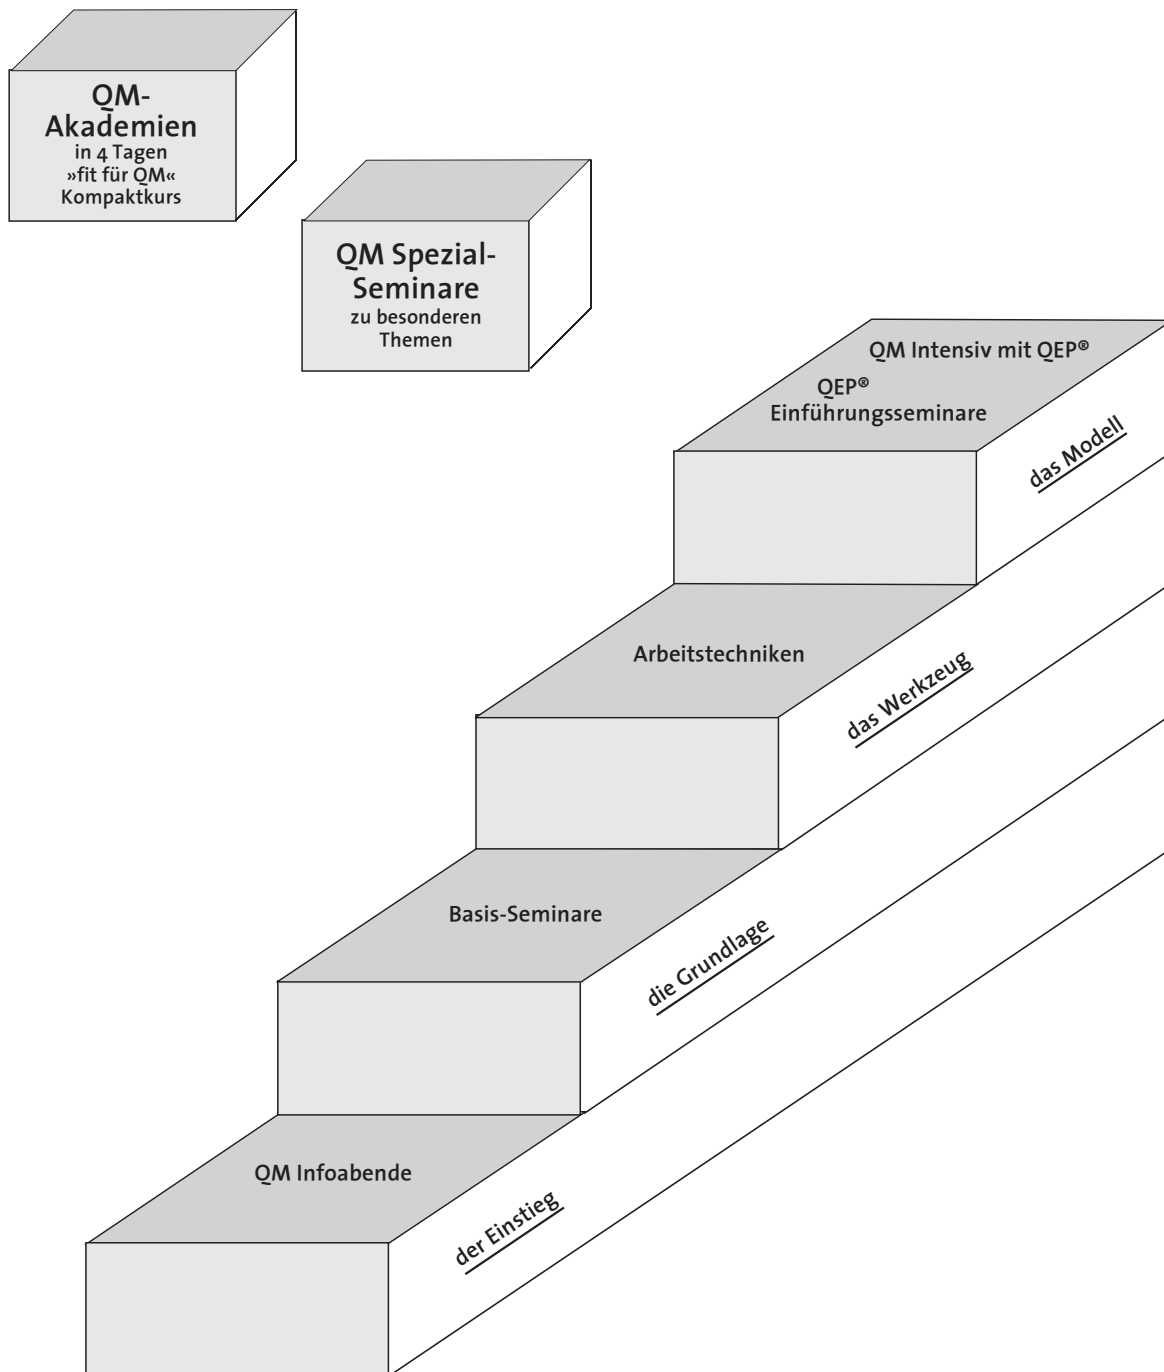 QM-
Akademien
in 4 Tagen
»fit für QM«
Kompaktkurs
QM Spezial-
Seminare
zu besonderen
Themen
QM Intensiv mit QEP®
QEP®
Einführungsseminare
das Modell
Arbeitstechniken
das Werkzeug
Basis-Seminare
die Grundlage
QM Infoabende
der Einstieg